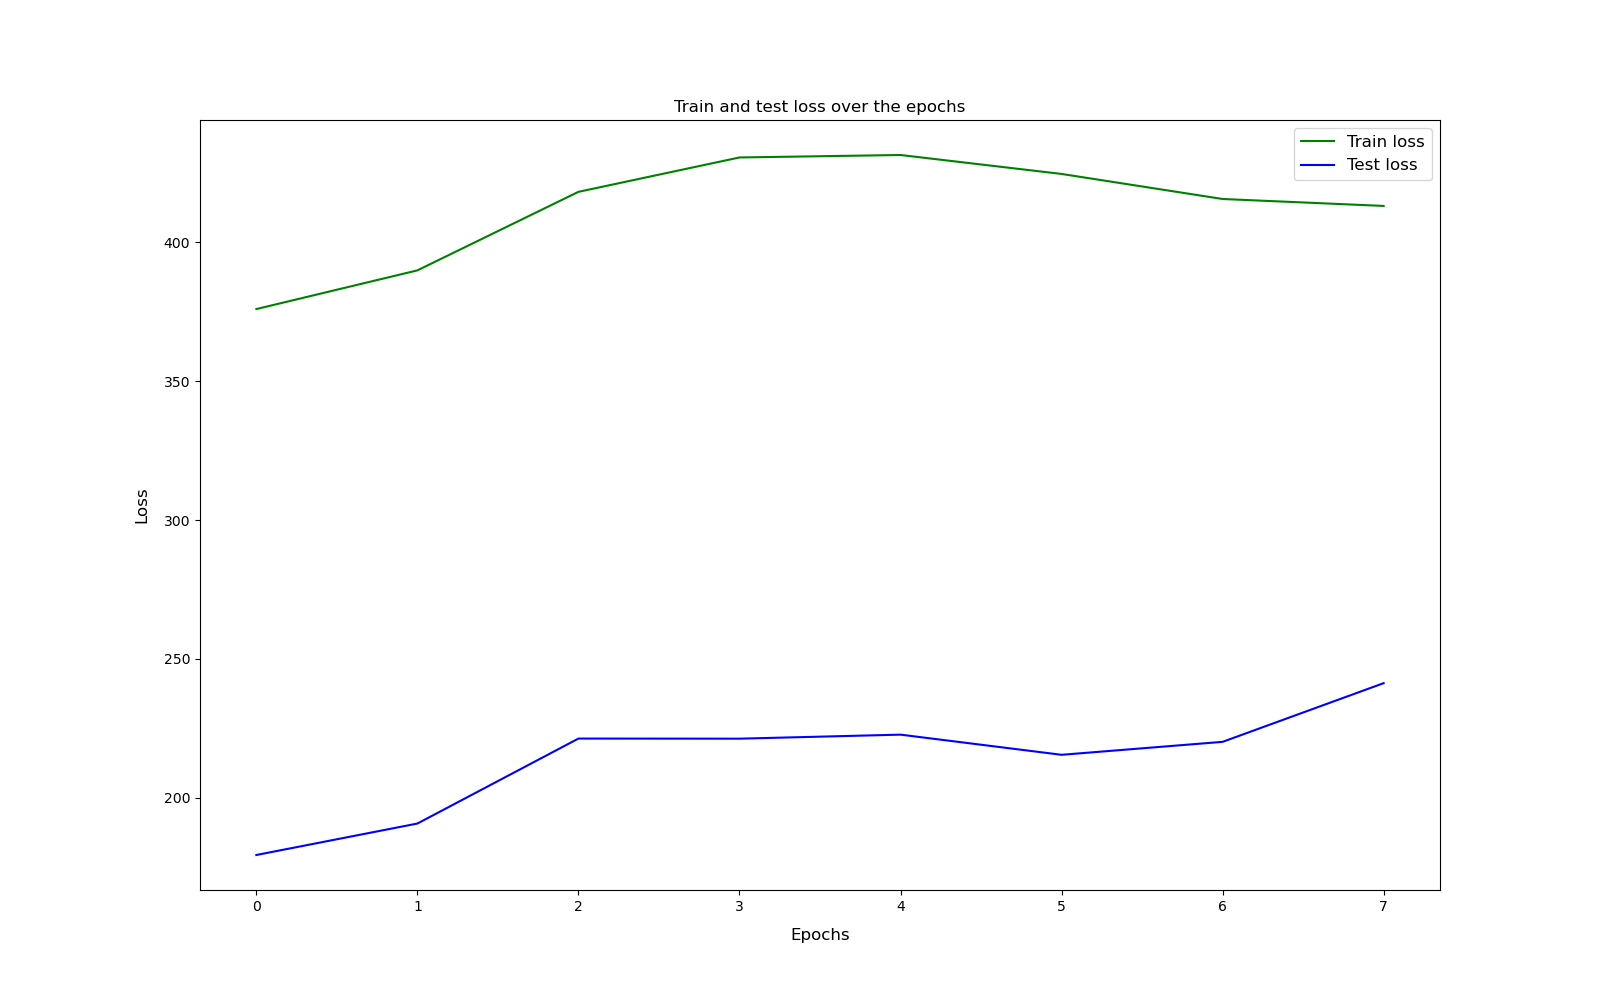 Train and test loss over the epochs
Train loss
Test loss
400
350
300
250
200
Loss
0 1 2 3 4 5 6 7
Epochs